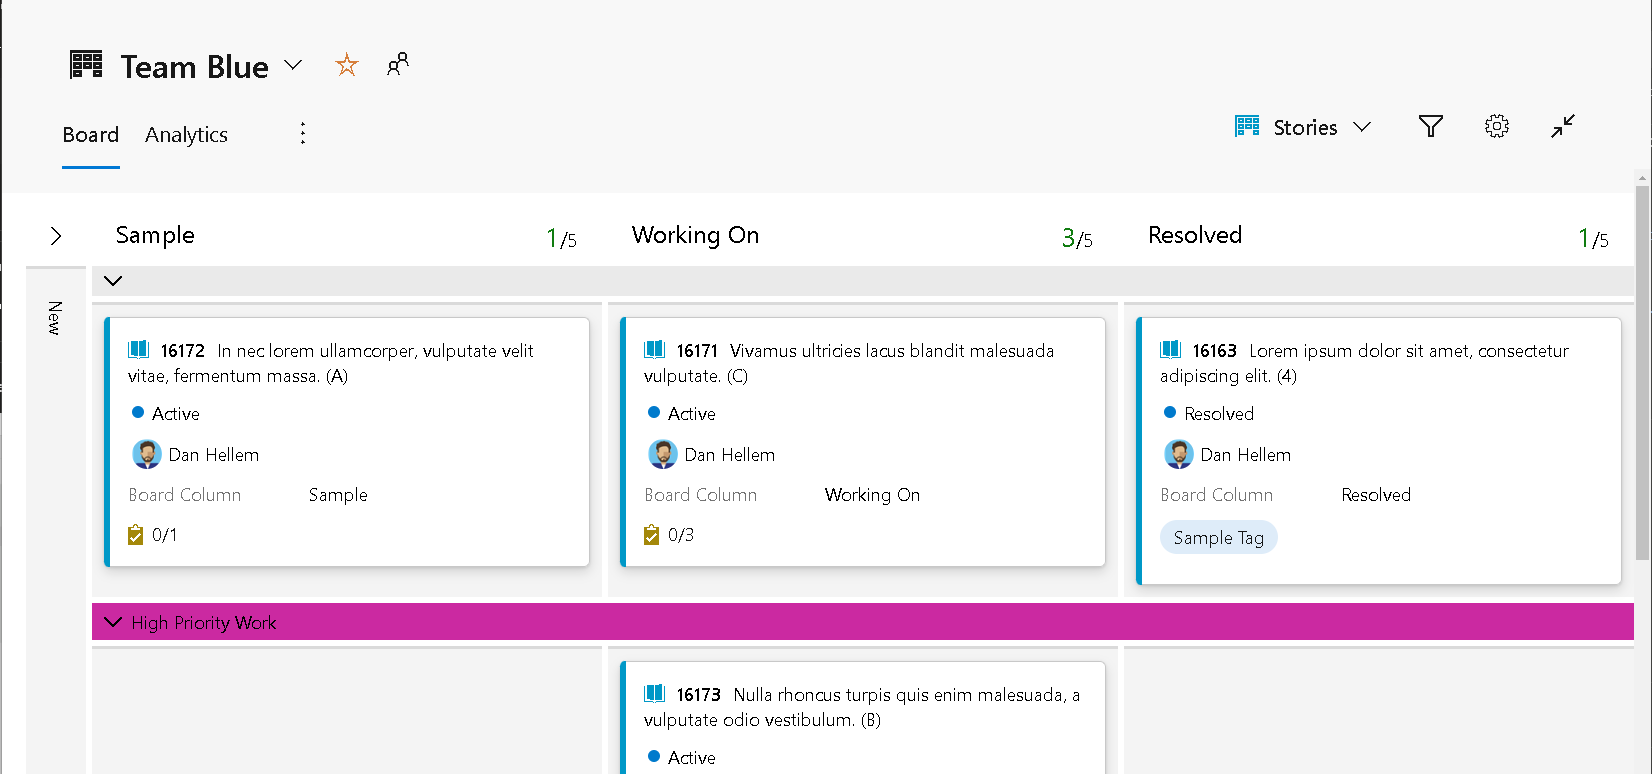 Team Blue
Board Analytics
Stories
Sample 1/5 Working On 3/5 Resolved 1/5
New
16172 In nec lorem ullamcorper, vulputate velit
vitae, fermentum massa. (A)
Active
Dan Hellem
Board Column Sample
0/1
16171 Vivamus ultricies lacus blandit malesuada
vulputate. (C)
Active
Dan Hellem
Board Column Working On
0/3
16163 Lorem ipsum dolor sit amet, consectetur
adipiscing elit. (4)
Resolved
Dan Hellem
Board Column Resolved
Sample Tag
High Priority Work
16173 Nulla rhoncus turpis quis enim malesuada, a
vulputate odio vestibulum. (B)
Active